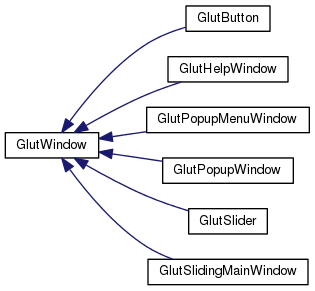 GlutButton
GlutHelpWindow
GlutPopupMenuWindow
GlutWindow
GlutPopupWindow
GlutSlider
GlutSlidingMainWindow